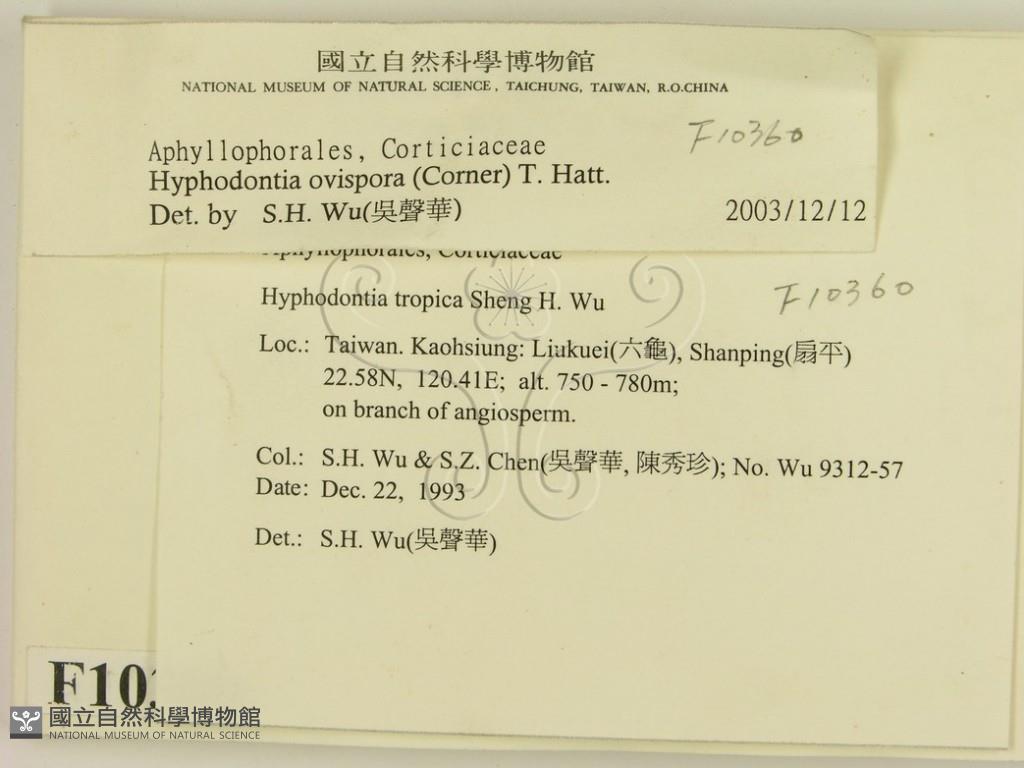 國立自然科學博物館
NATIONAL MUSEUM OF NATURAL SCIENCE, TAICHUNG, TAIWAN, R.O.CHINA
F10360
Aphyllophorales, Corticiaceae
Hyphodontia ovispora (Corner) T. Hatt.
Det. by S.H. Wu(吳聲華) 2003/12/12
Aphyllophorales, Corticiaceae
Hyphodontia tropica Sheng H. Wu F10360
Loc.: Taiwan. Kaohsiung: Liukuei(六龜), Shanping(扇平)
22.58N, 120.41E; alt. 750 - 780m;
on branch of angiosperm.
Col.: S.H. Wu & S.Z. Chen(吳聲華, 陳秀珍); No. Wu 9312-57
Date: Dec. 22, 1993
Det.: S.H. Wu(吳聲華)
國立自然科學博物館
NATIONAL MUSEUM OF NATURAL SCIENCE